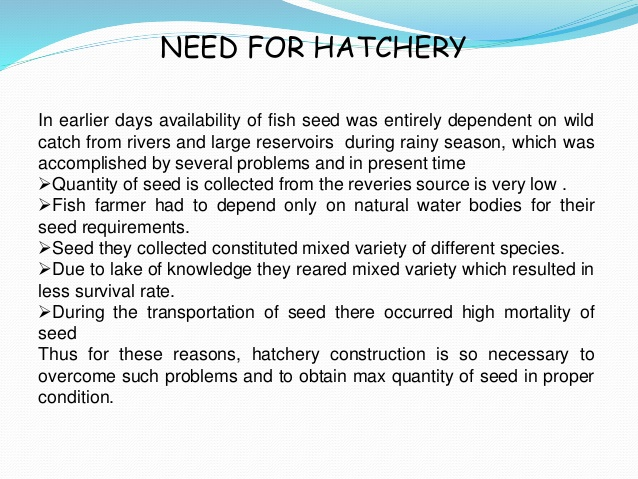 NEED FOR HATCHERY
In earlier days availability of fish seed was entirely dependent on wild
catch from rivers and large reservoirs during rainy season, which was
accomplished by several problems and in present time
➢Quantity of seed is collected from the reveries source is very low .
➢Fish farmer had to depend only on natural water bodies for their
seed requirements.
➢Seed they collected constituted mixed variety of different species.
➢Due to lake of knowledge they reared mixed variety which resulted in
less survival rate.
➢During the transportation of seed there occurred high mortality of
seed
Thus for these reasons, hatchery construction is so necessary to
overcome such problems and to obtain max quantity of seed in proper
condition.